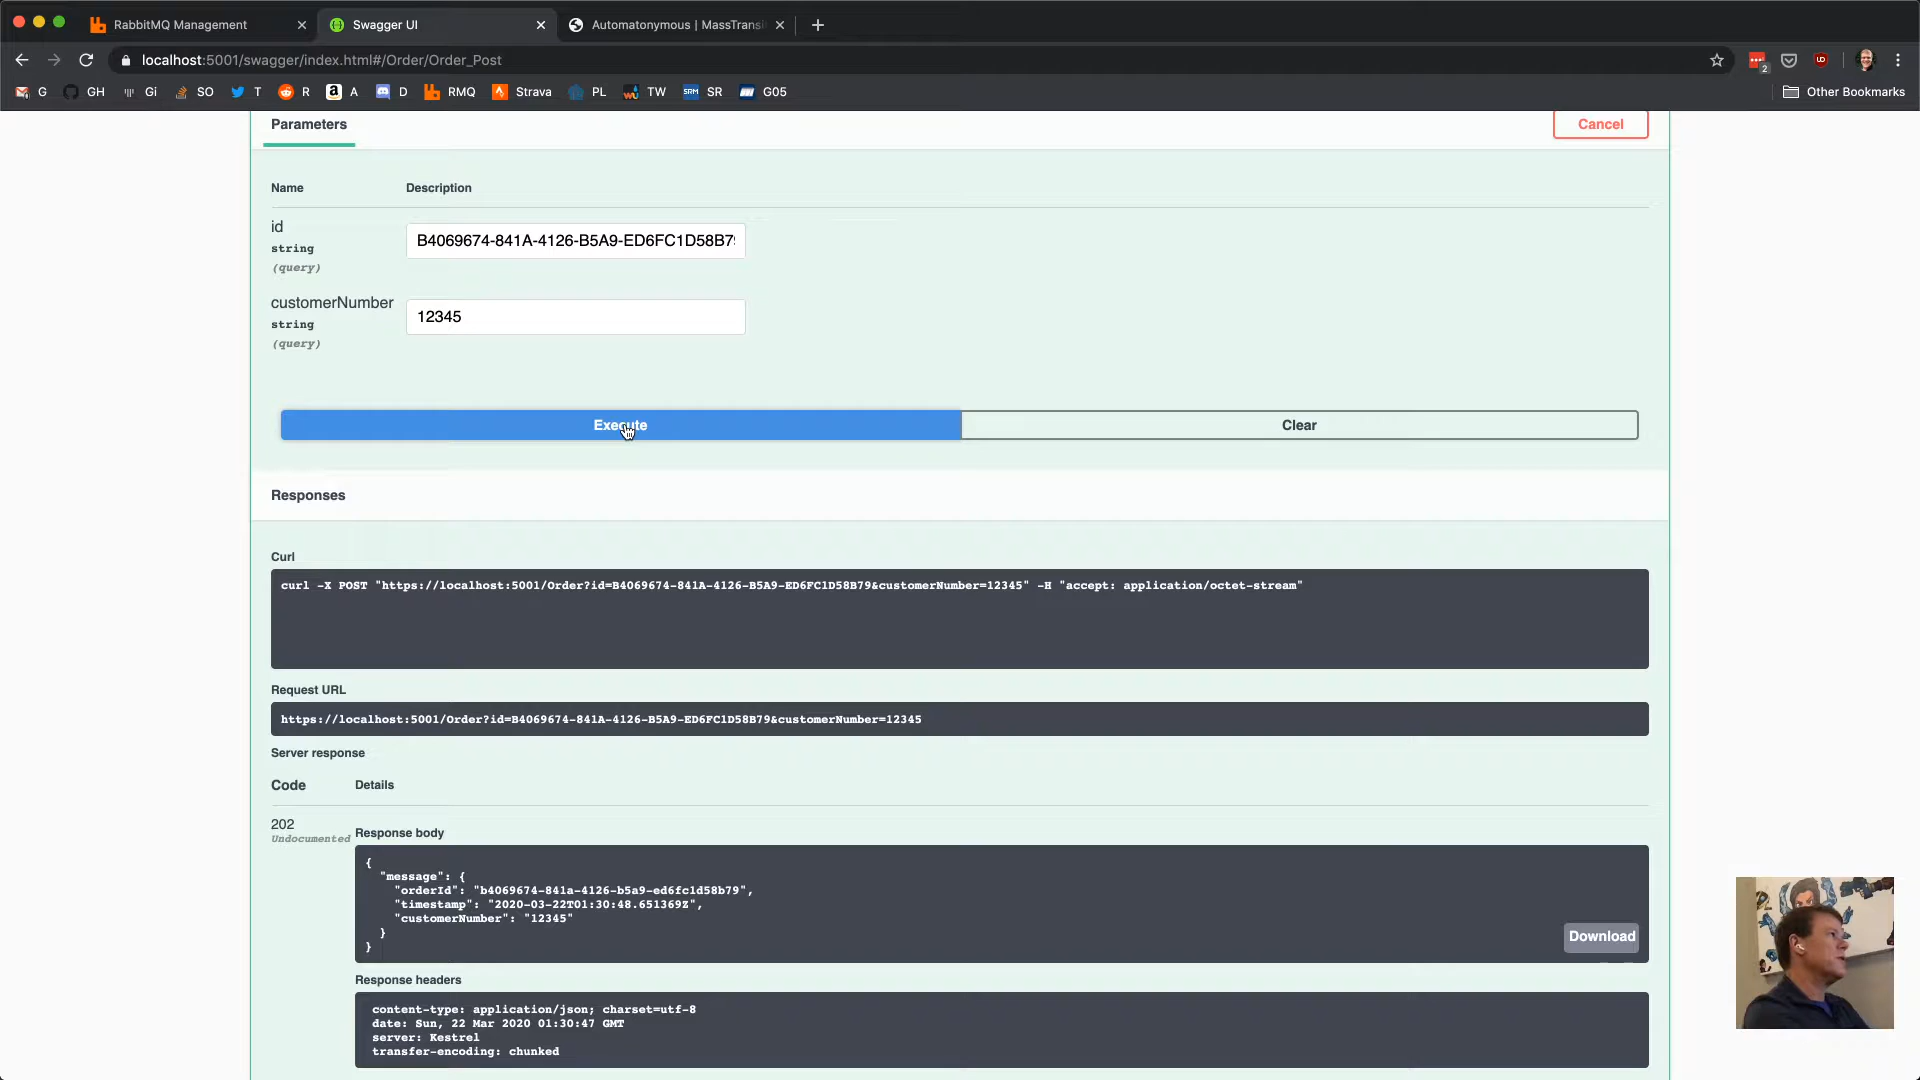 RabbitMQ Management
Swagger UI
Automatonymous | MassTransi
localhost:5001/swagger/index.html#/Order/Order_Post
2
G
GH
Gi
SO
T
R
A
D
RMQ
Strava
PL
TW
SRM SR
G05
Other Bookmarks
Parameters
Cancel
Name
Description
id
string
(query)
B4069674-841A-4126-B5A9-ED6FC1D58B79
customerNumber
string
(query)
12345
Execute
Clear
Responses
Curl
curl -X POST "https://localhost:5001/Order?id=B4069674-841A-4126-B5A9-ED6FC1D58B79&customerNumber=12345" -H "accept: application/octet-stream"
Request URL
https://localhost:5001/Order?id=B4069674-841A-4126-B5A9-ED6FC1D58B79&customerNumber=12345
Server response
Code
Details
202
Undocumented
Response body
{
"message": {
"orderId": "b4069674-841a-4126-b5a9-ed6fc1d58b79",
"timestamp": "2020-03-22T01:30:48.651369Z",
"customerNumber": "12345"
}
}
Download
Response headers
content-type: application/json; charset=utf-8
date: Sun, 22 Mar 2020 01:30:47 GMT
server: Kestrel
transfer-encoding: chunked